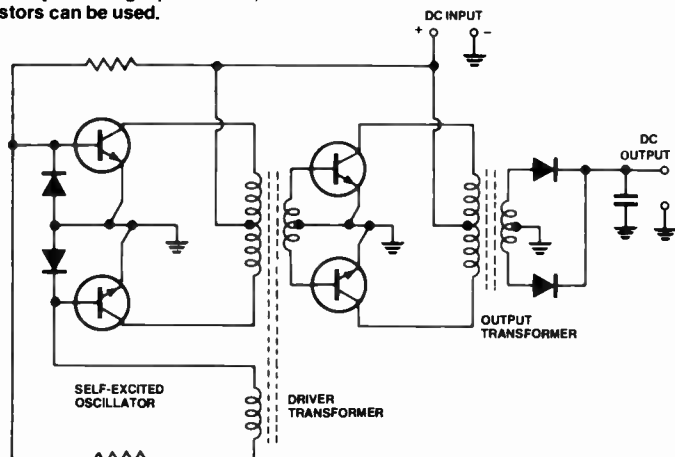 stors can be used.
DC INPUT
+ −
DC
OUTPUT
OUTPUT
TRANSFORMER
SELF-EXCITED
OSCILLATOR
DRIVER
TRANSFORMER